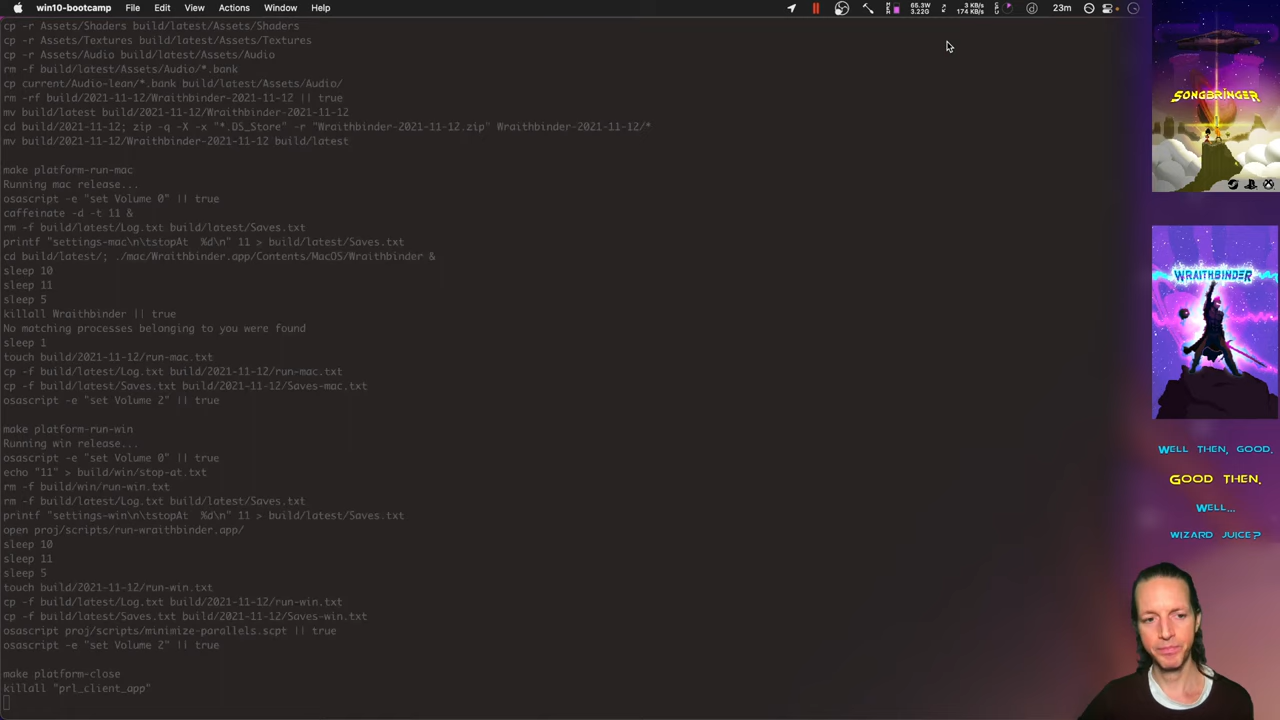 win10-bootcamp File Edit View Actions Window Help
65.3W 3.220 3 KB/s 174 KB/s 23m
cp -r Assets/Shaders build/latest/Assets/Shaders
cp -r Assets/Textures build/latest/Assets/Textures
cp -r Assets/Audio build/latest/Assets/Audio
rm -f build/latest/Assets/Audio/*.bank
cp current/Audio-lean/*.bank build/latest/Assets/Audio/
rm -rf build/2021-11-12/Wraithbinder-2021-11-12 || true
mv build/latest build/2021-11-12/Wraithbinder-2021-11-12
cd build/2021-11-12; zip -q -X -x "*.DS_Store" -r "Wraithbinder-2021-11-12.zip" Wraithbinder-2021-11-12/*
mv build/2021-11-12/Wraithbinder-2021-11-12 build/latest
make platform-run-mac
Running mac release...
osascript -e "set Volume 0" || true
caffeinate -d -t 11 &
rm -f build/latest/Log.txt build/latest/Saves.txt
printf "settings-mac\n\tstopAt  %d\n" 11 > build/latest/Saves.txt
cd build/latest/; ./mac/Wraithbinder.app/Contents/MacOS/Wraithbinder &
sleep 10
sleep 11
sleep 5
killall Wraithbinder || true
No matching processes belonging to you were found
sleep 1
touch build/2021-11-12/run-mac.txt
cp -f build/latest/Log.txt build/2021-11-12/run-mac.txt
cp -f build/latest/Saves.txt build/2021-11-12/Saves-mac.txt
osascript -e "set Volume 2" || true
make platform-run-win
Running win release...
osascript -e "set Volume 0" || true
echo "11" > build/win/stop-at.txt
rm -f build/win/run-win.txt
rm -f build/latest/Log.txt build/latest/Saves.txt
printf "settings-win\n\tstopAt  %d\n" 11 > build/latest/Saves.txt
open proj/scripts/run-wraithbinder.app/
sleep 10
sleep 11
sleep 5
touch build/2021-11-12/run-win.txt
cp -f build/latest/Log.txt build/2021-11-12/run-win.txt
cp -f build/latest/Saves.txt build/2021-11-12/Saves-win.txt
osascript proj/scripts/minimize-parallels.scpt || true
osascript -e "set Volume 2" || true
make platform-close
killall "prl_client_app"
SONGBRINGER
WRAITHBINDER
WELL THEN, GOOD.
GOOD THEN.
WELL...
WIZARD JUICE?